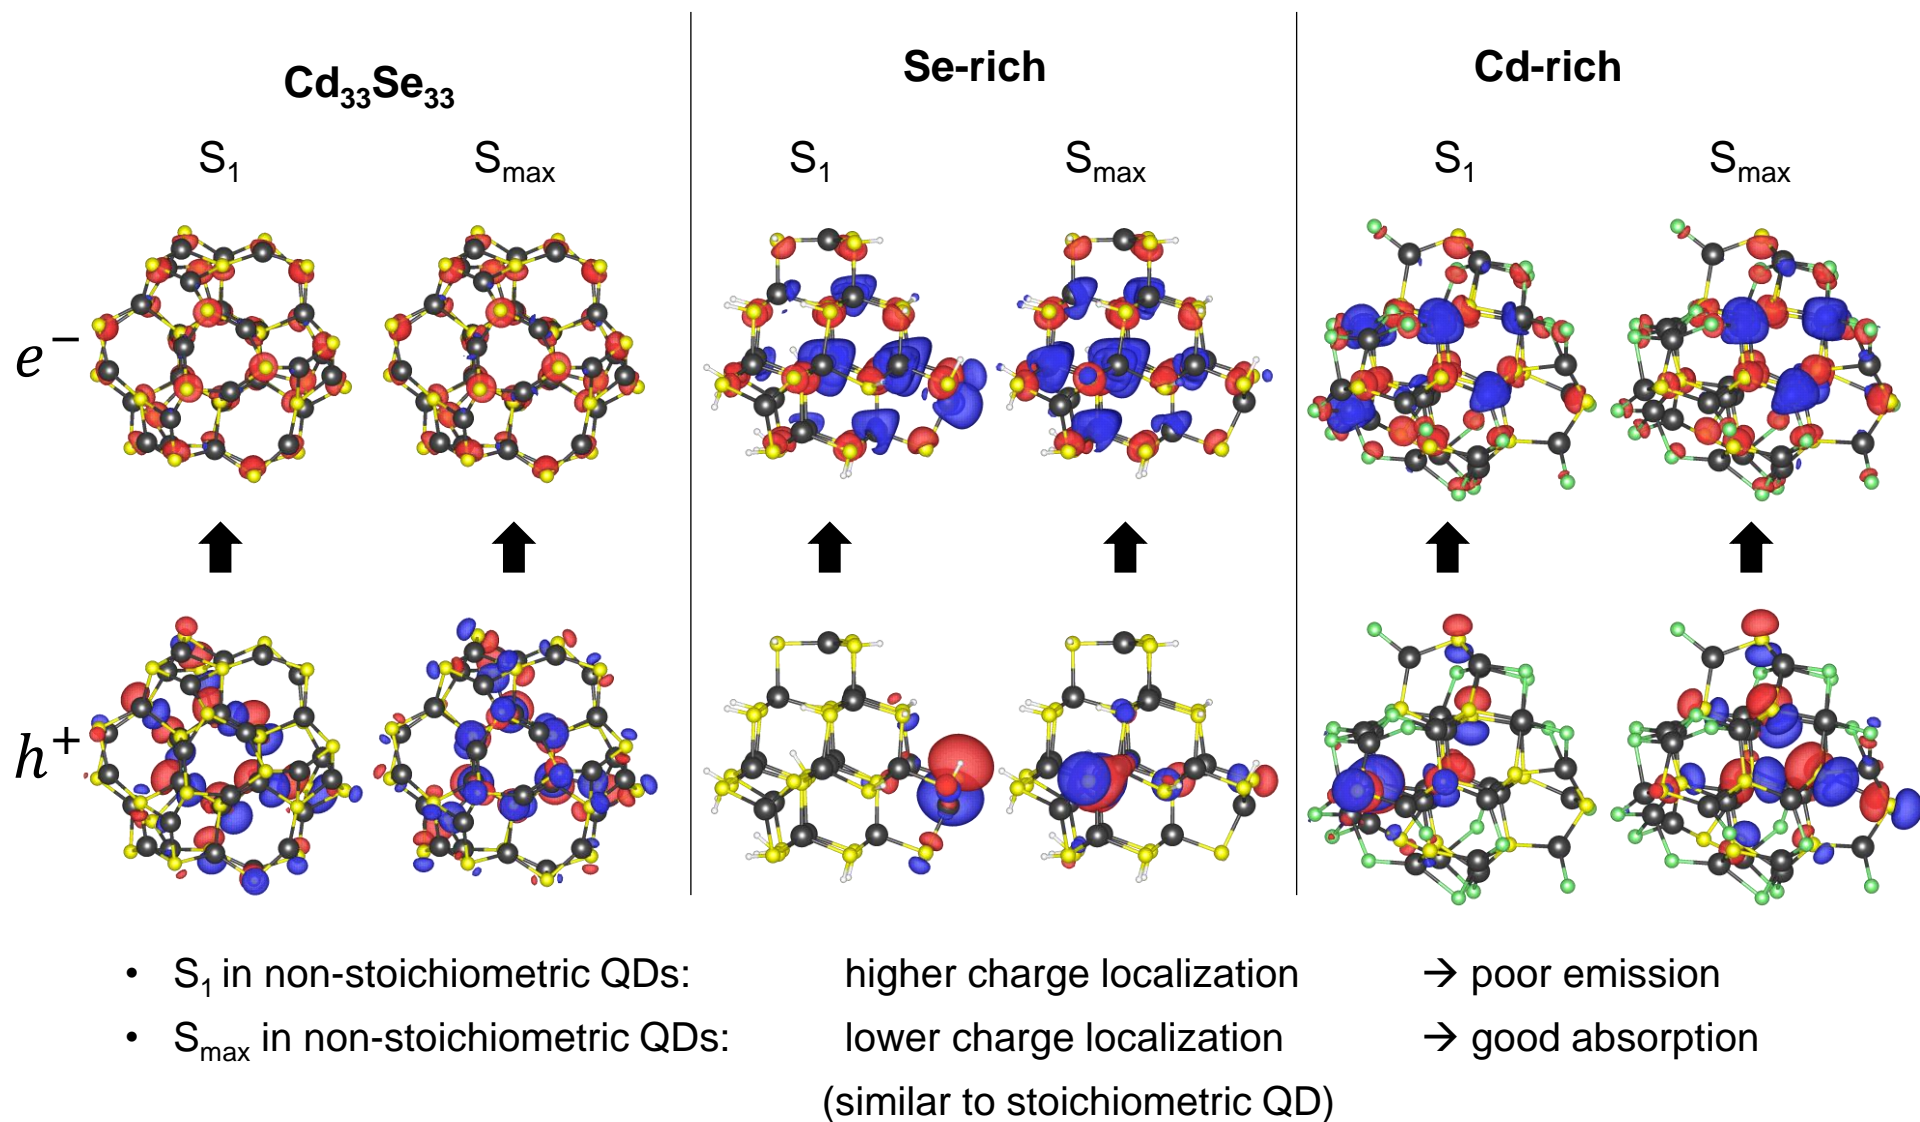 Cd₃₃Se₃₃
Se-rich
Cd-rich
S₁ Sₘₐₓ S₁ Sₘₐₓ S₁ Sₘₐₓ
e⁻
h⁺
• S₁ in non-stoichiometric QDs: higher charge localization → poor emission
• Sₘₐₓ in non-stoichiometric QDs: lower charge localization → good absorption
(similar to stoichiometric QD)